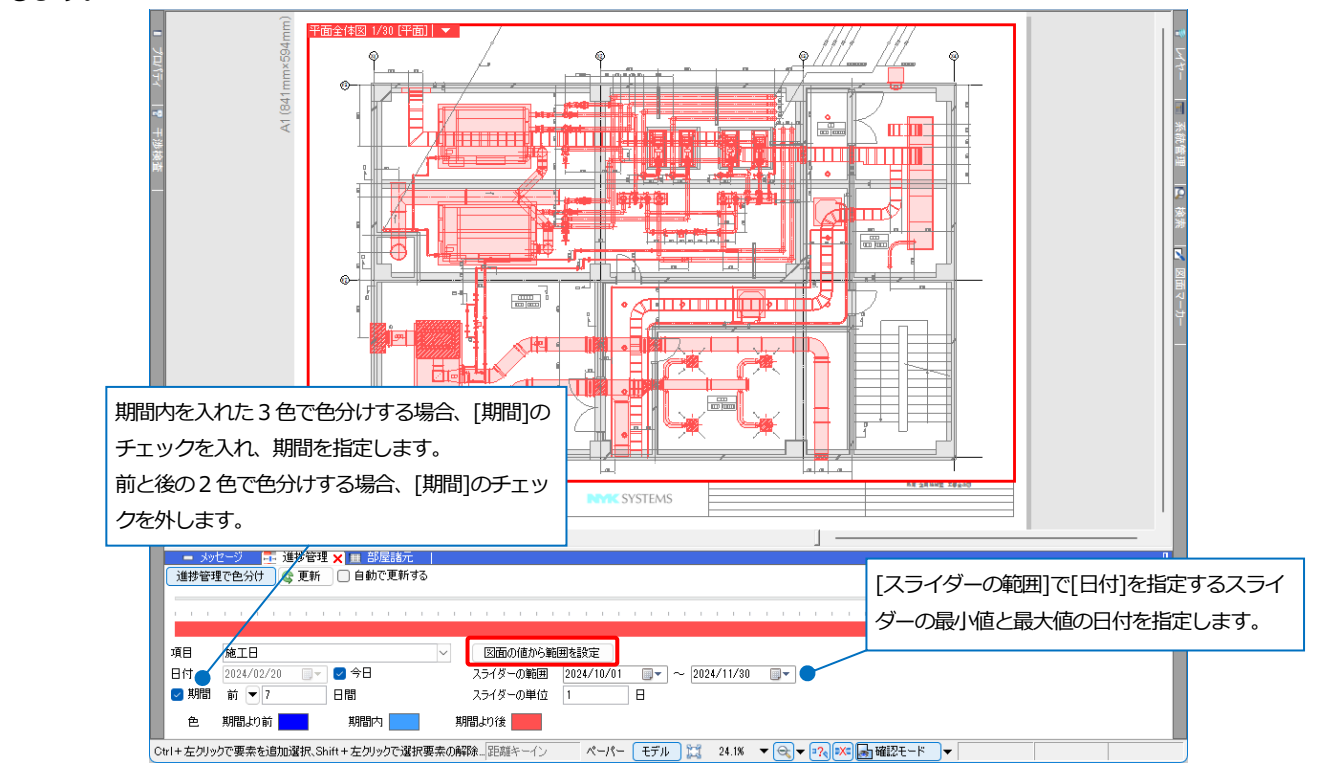 平面全体図 1/30 [平面]
A1 (841mm×594mm)
プロパティ
干渉検査
レイヤー
系統管理
検索
図面マーカー
NYK SYSTEMS
期間内を入れた3色で色分けする場合、[期間]の
チェックを入れ、期間を指定します。
前と後の2色で色分けする場合、[期間]のチェッ
クを外します。
[スライダーの範囲]で[日付]を指定するスライ
ダーの最小値と最大値の日付を指定します。
メッセージ 進捗管理 部屋諸元
進捗管理で色分け 更新 自動で更新する
項目 施工日 図面の値から範囲を設定
日付 2024/02/20 今日 スライダーの範囲 2024/10/01 ～ 2024/11/30
期間 前 7 日間 スライダーの単位 1 日
色 期間より前 期間内 期間より後
Ctrl+左クリックで要素を追加選択、Shift+左クリックで選択要素の解除... 距離キーイン ペーパー モデル 24.1% 確認モード